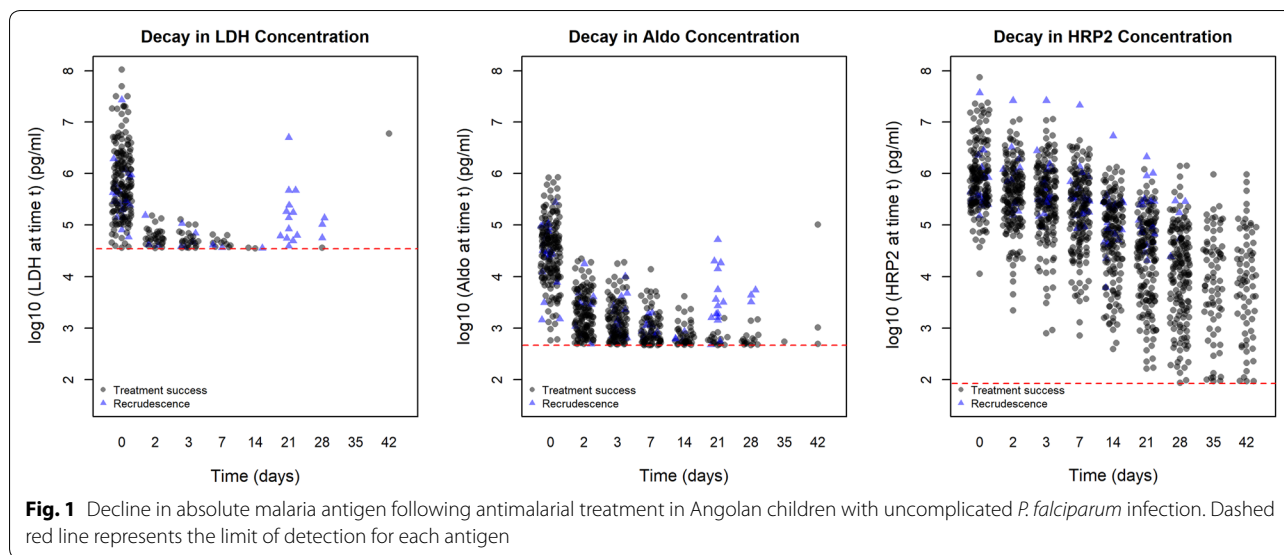 Decay in LDH Concentration
log10 (LDH at time t) (pg/ml)
8
7
6
5
4
3
2
Treatment success
Recrudescence
0 2 3 7 14 21 28 35 42
Time (days)
Decay in Aldo Concentration
log10 (Aldo at time t) (pg/ml)
8
7
6
5
4
3
2
Treatment success
Recrudescence
0 2 3 7 14 21 28 35 42
Time (days)
Decay in HRP2 Concentration
log10 (HRP2 at time t) (pg/ml)
8
7
6
5
4
3
2
Treatment success
Recrudescence
0 2 3 7 14 21 28 35 42
Time (days)
Fig. 1 Decline in absolute malaria antigen following antimalarial treatment in Angolan children with uncomplicated P. falciparum infection. Dashed
red line represents the limit of detection for each antigen